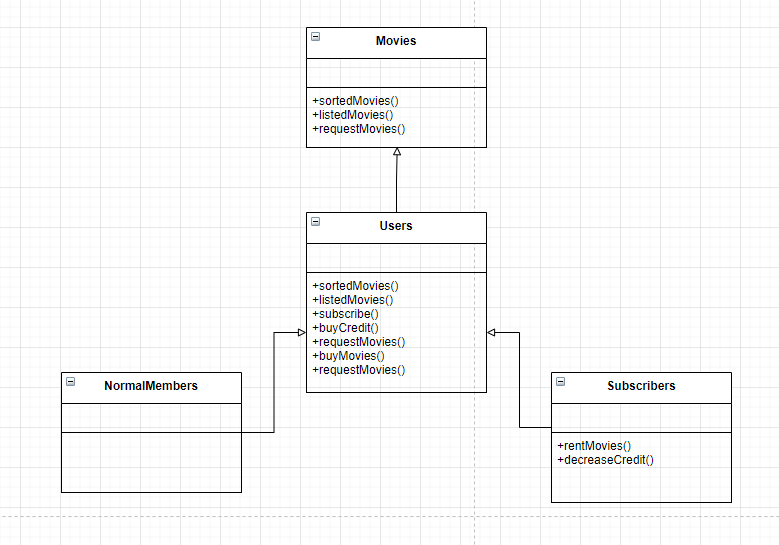 Movies
+sortedMovies()
+listedMovies()
+requestMovies()
Users
+sortedMovies()
+listedMovies()
+subscribe()
+buyCredit()
+requestMovies()
+buyMovies()
+requestMovies()
NormalMembers
Subscribers
+rentMovies()
+decreaseCredit()